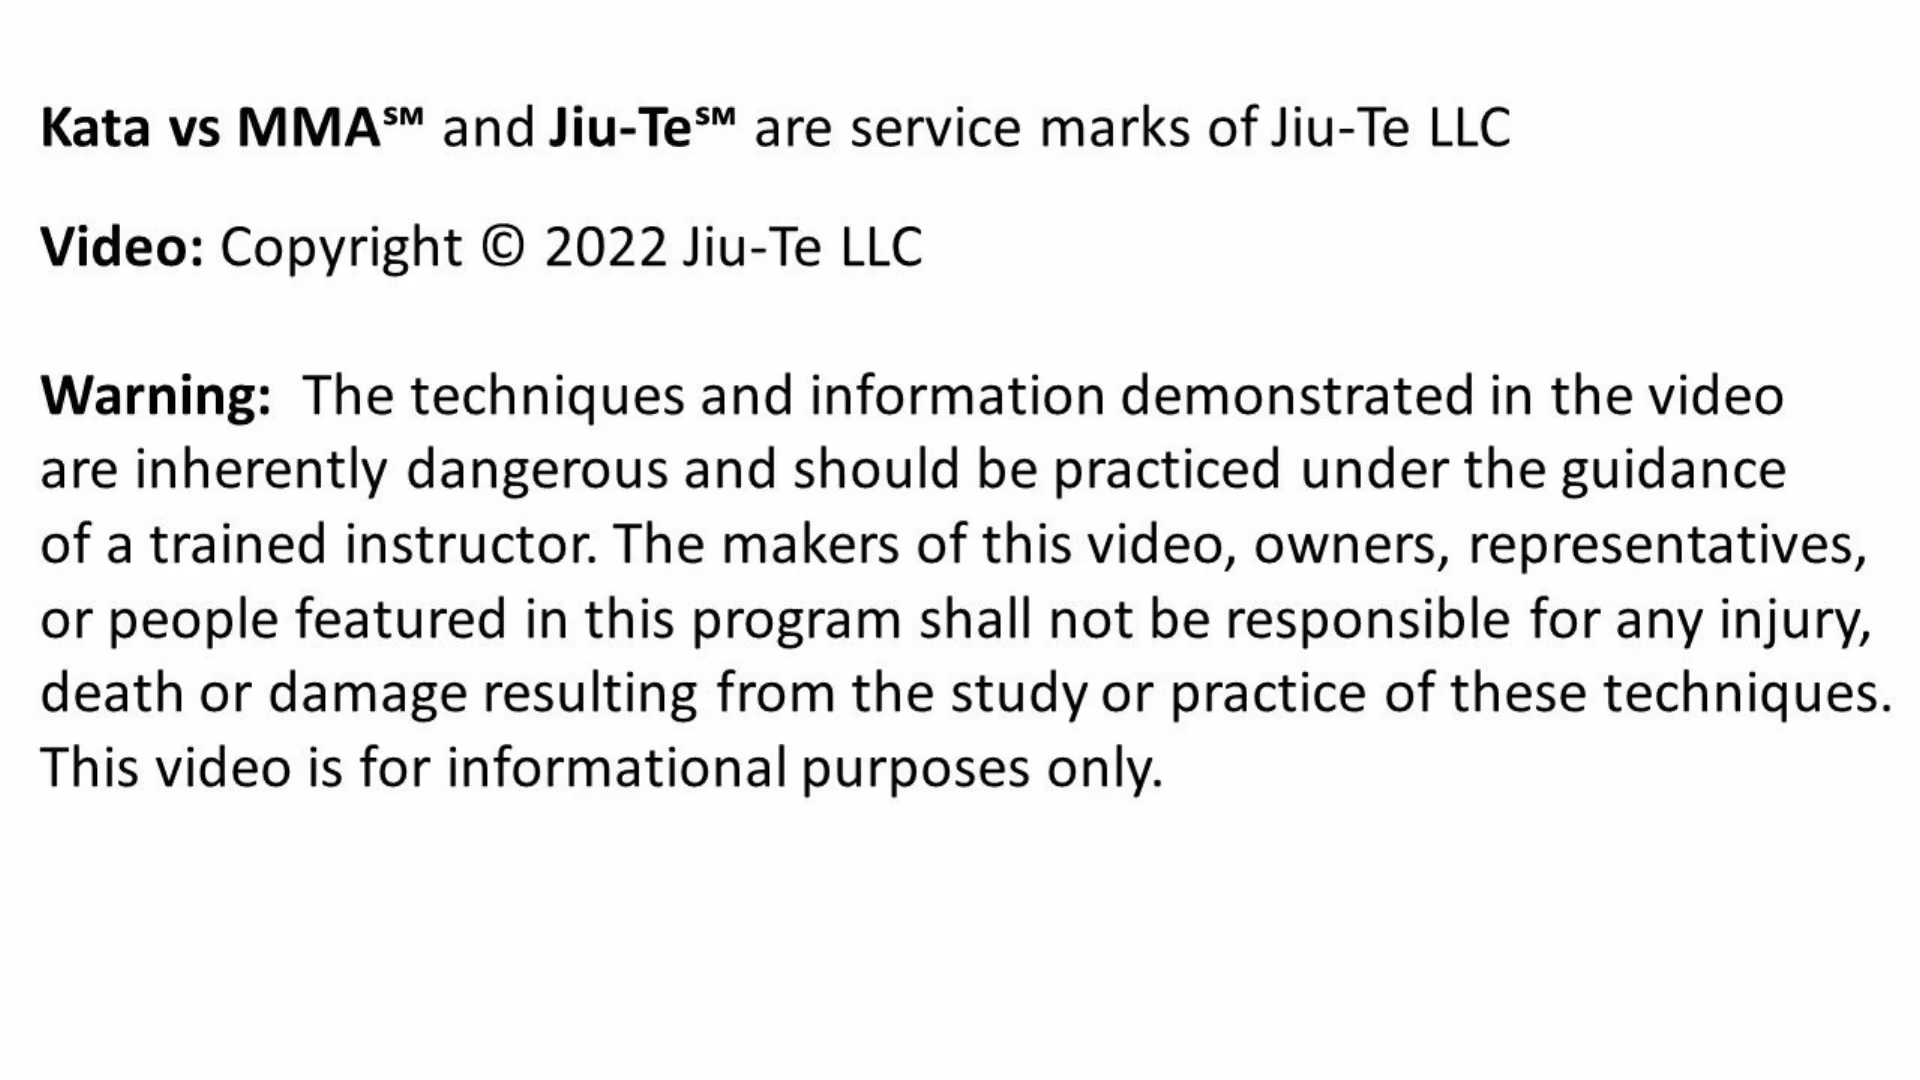 Kata vs MMA℠ and Jiu-Te℠ are service marks of Jiu-Te LLC
Video: Copyright © 2022 Jiu-Te LLC
Warning:  The techniques and information demonstrated in the video
are inherently dangerous and should be practiced under the guidance
of a trained instructor. The makers of this video, owners, representatives,
or people featured in this program shall not be responsible for any injury,
death or damage resulting from the study or practice of these techniques.
This video is for informational purposes only.